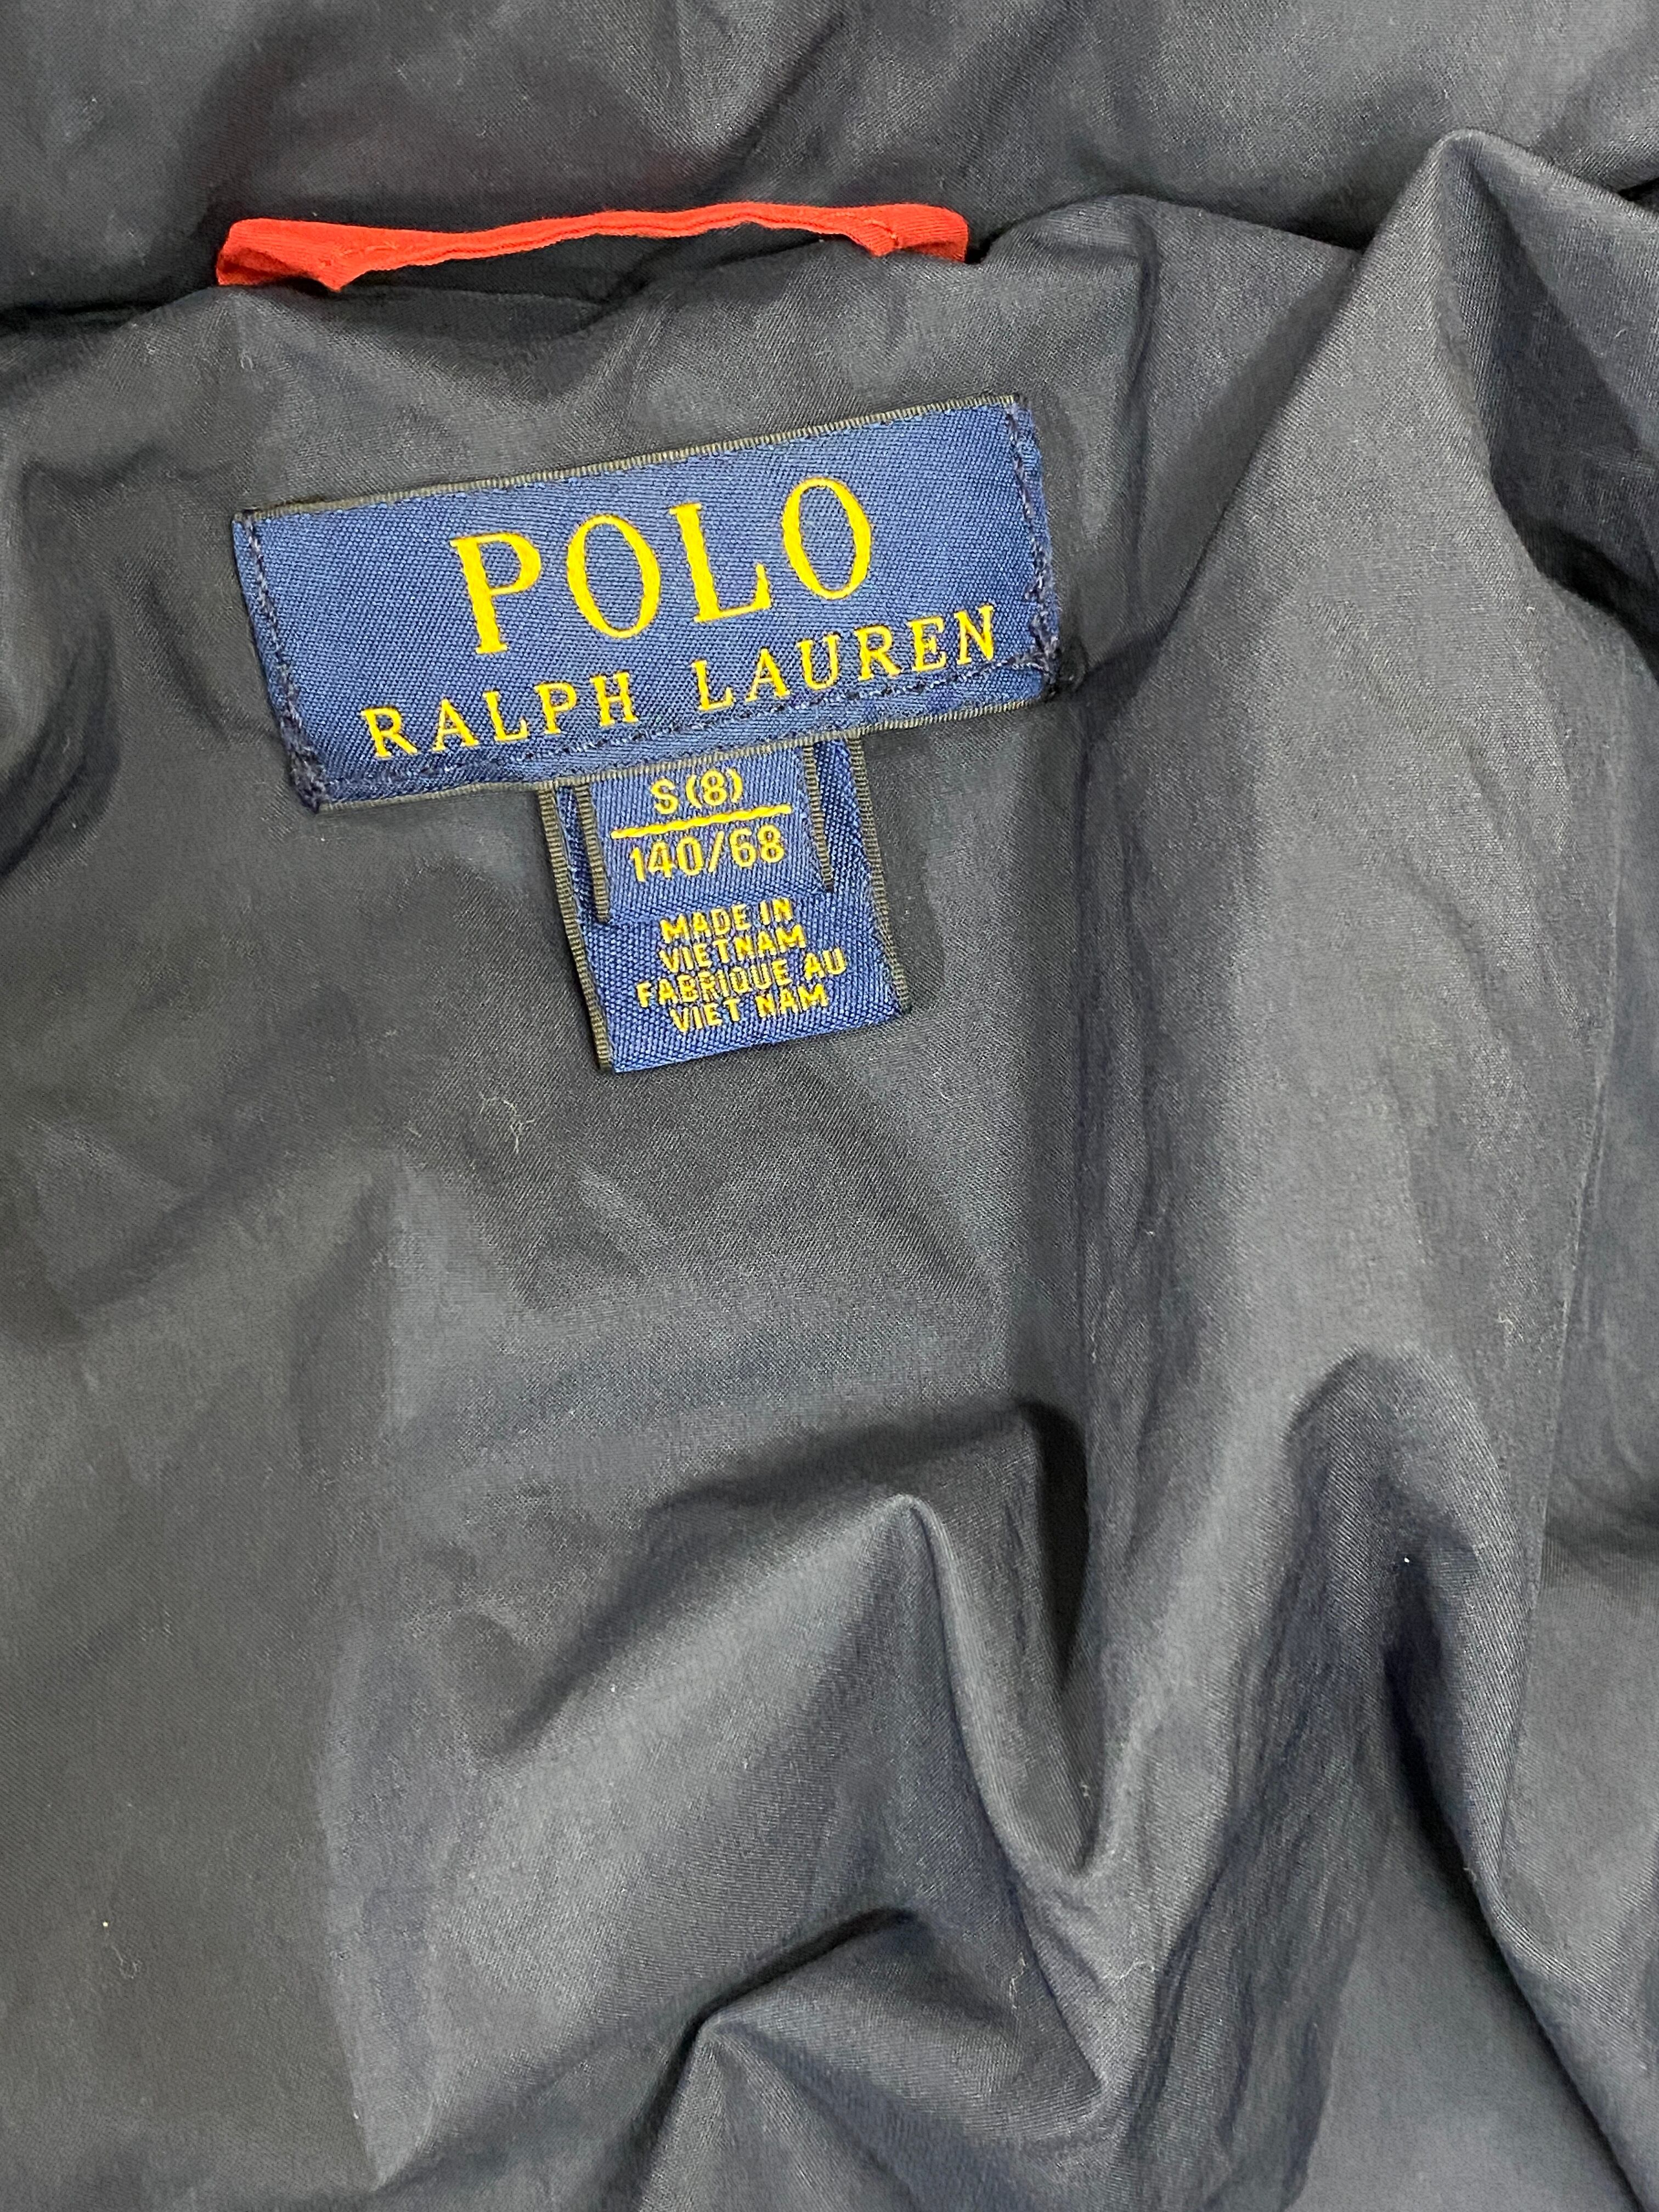 POLO
RALPH LAUREN
S (8)
140/68
MADE IN
VIETNAM
FABRIQUE AU
VIET NAM